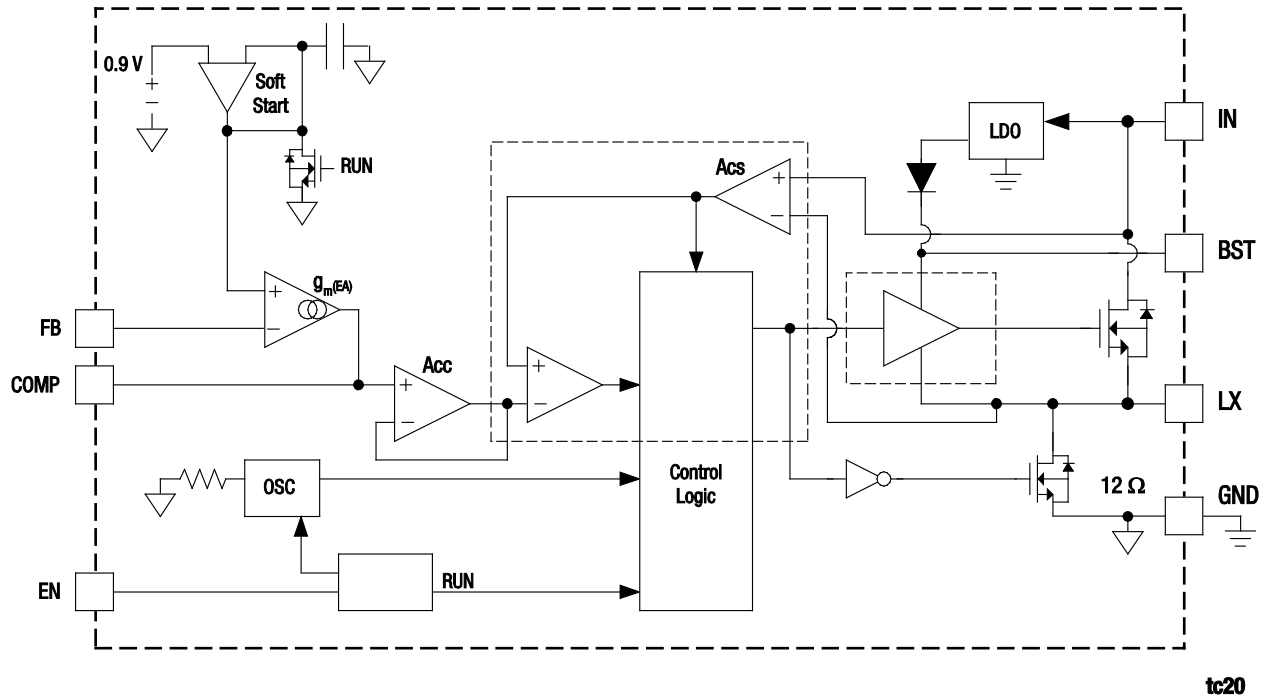 0.9 V
+
−
Soft
Start
RUN
LDO
IN
Acs
+
−
BST
g m(EA)
+
−
FB
COMP
Acc
+
−
+
−
LX
OSC
Control
Logic
12 Ω
GND
EN
RUN
tc20